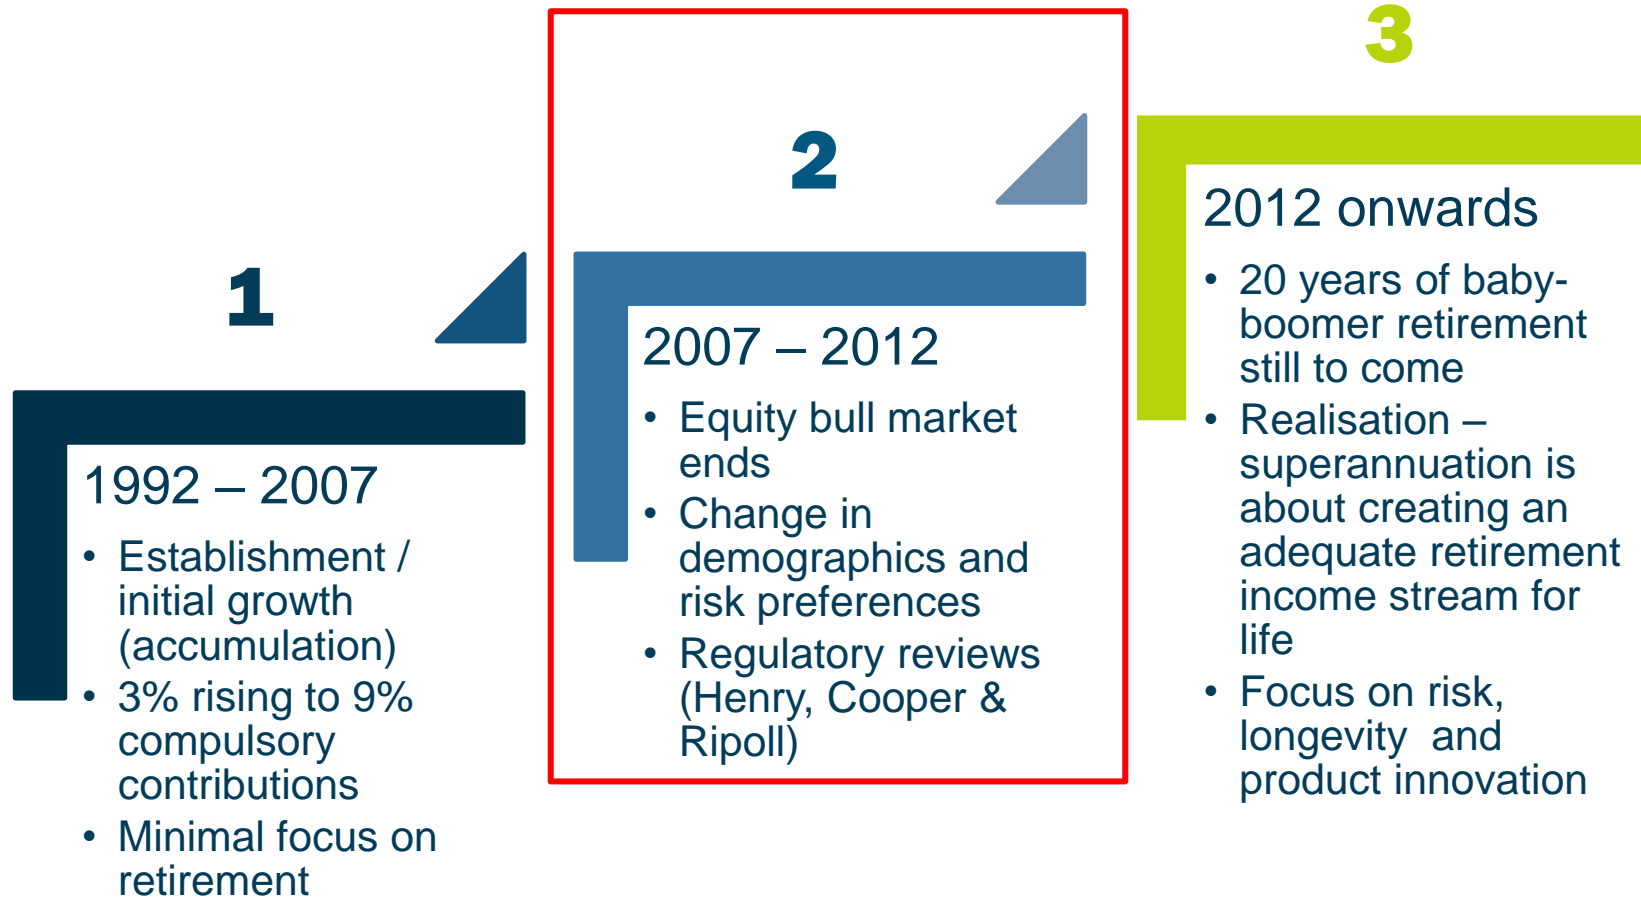 1
1992 – 2007
• Establishment /
initial growth
(accumulation)
• 3% rising to 9%
compulsory
contributions
• Minimal focus on
retirement
2
2007 – 2012
• Equity bull market
ends
• Change in
demographics and
risk preferences
• Regulatory reviews
(Henry, Cooper &
Ripoll)
3
2012 onwards
• 20 years of baby-
boomer retirement
still to come
• Realisation –
superannuation is
about creating an
adequate retirement
income stream for
life
• Focus on risk,
longevity and
product innovation